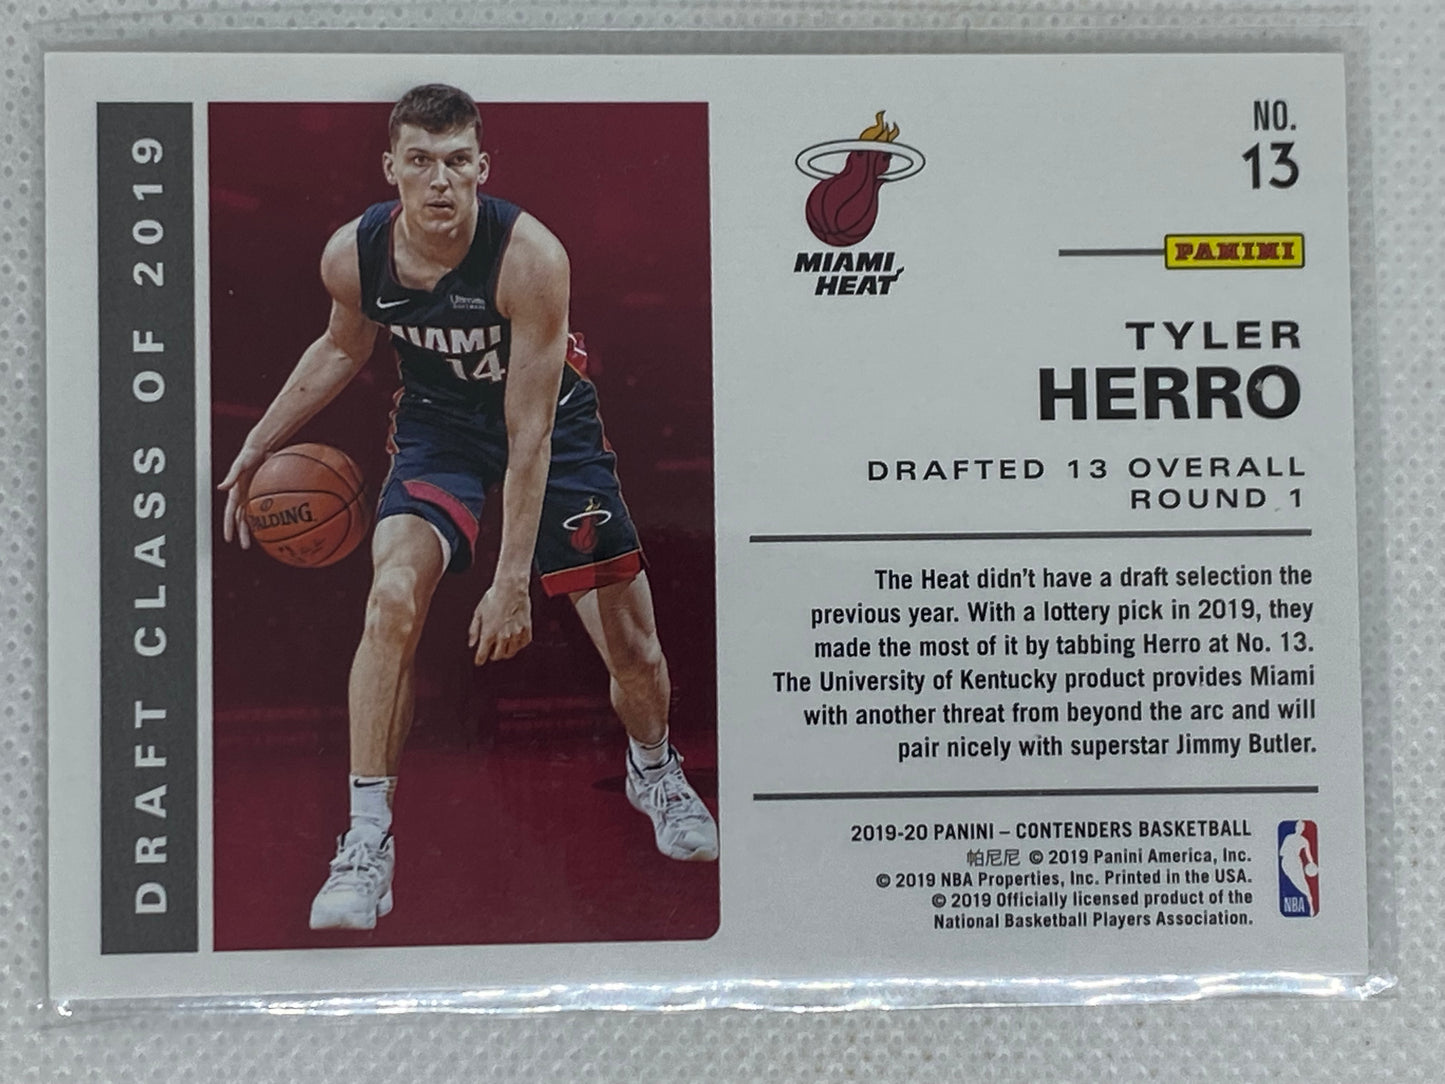 DRAFT CLASS OF 2019
Ultimate
SOFTWARE
MIAMI
14
SPALDING
MIAMI
HEAT
NO.
13
PANINI
TYLER
HERRO
DRAFTED 13 OVERALL
ROUND 1
The Heat didn't have a draft selection the
previous year. With a lottery pick in 2019, they
made the most of it by tabbing Herro at No. 13.
The University of Kentucky product provides Miami
with another threat from beyond the arc and will
pair nicely with superstar Jimmy Butler.
2019-20 PANINI – CONTENDERS BASKETBALL
帕尼尼 © 2019 Panini America, Inc.
© 2019 NBA Properties, Inc. Printed in the USA.
© 2019 Officially licensed product of the
National Basketball Players Association.
NBA